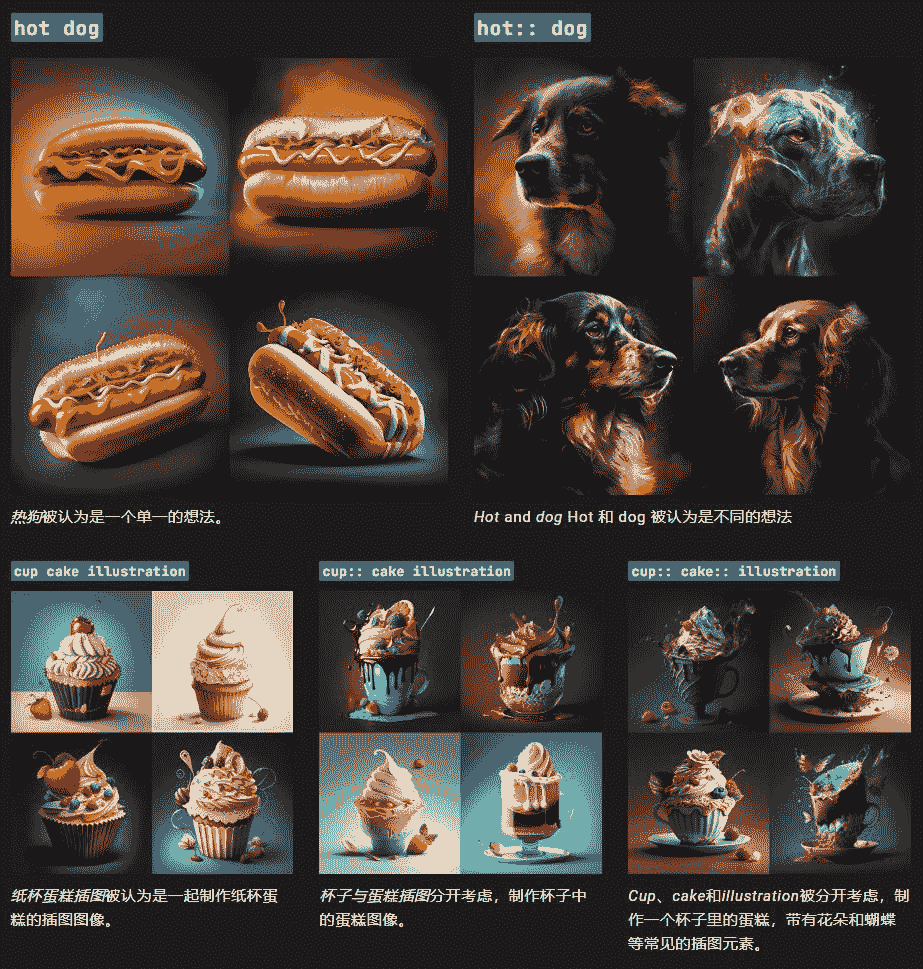 hot dog
hot:: dog
热狗被认为是一个单一的想法。
Hot and dog Hot 和 dog 被认为是不同的想法
cup cake illustration
cup:: cake illustration
cup:: cake:: illustration
纸杯蛋糕插图被认为是一起制作纸杯蛋
糕的插图图像。
杯子与蛋糕插图分开考虑，制作杯子中
的蛋糕图像。
Cup、cake和illustration被分开考虑，制
作一个杯子里的蛋糕，带有花朵和蝴蝶
等常见的插图元素。